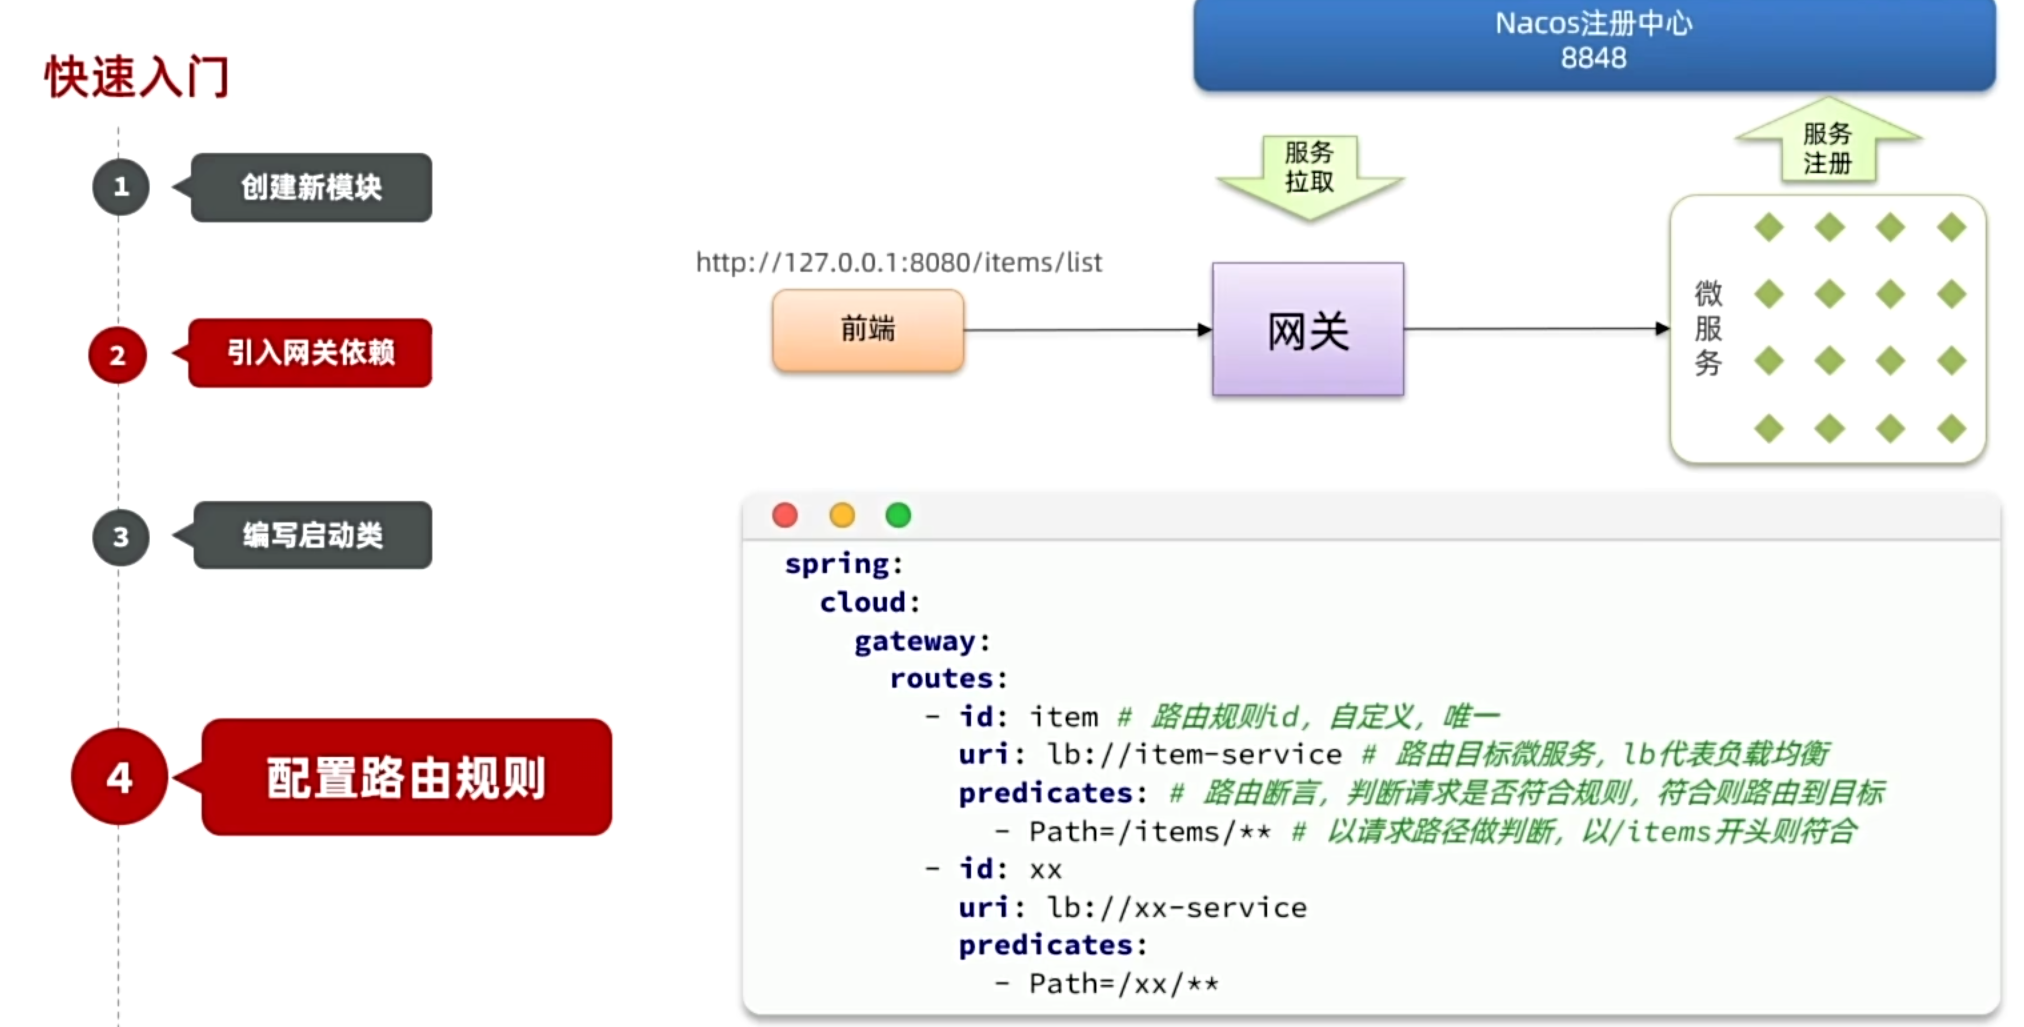 快速入门
1
创建新模块
2
引入网关依赖
3
编写启动类
4
配置路由规则
Nacos注册中心
8848
服务
拉取
服务
注册
http://127.0.0.1:8080/items/list
前端
网关
微
服
务
spring:
cloud:
gateway:
routes:
- id: item # 路由规则id，自定义，唯一
uri: lb://item-service # 路由目标微服务，lb代表负载均衡
predicates: # 路由断言，判断请求是否符合规则，符合则路由到目标
- Path=/items/** # 以请求路径做判断，以/items开头则符合
- id: xx
uri: lb://xx-service
predicates:
- Path=/xx/**